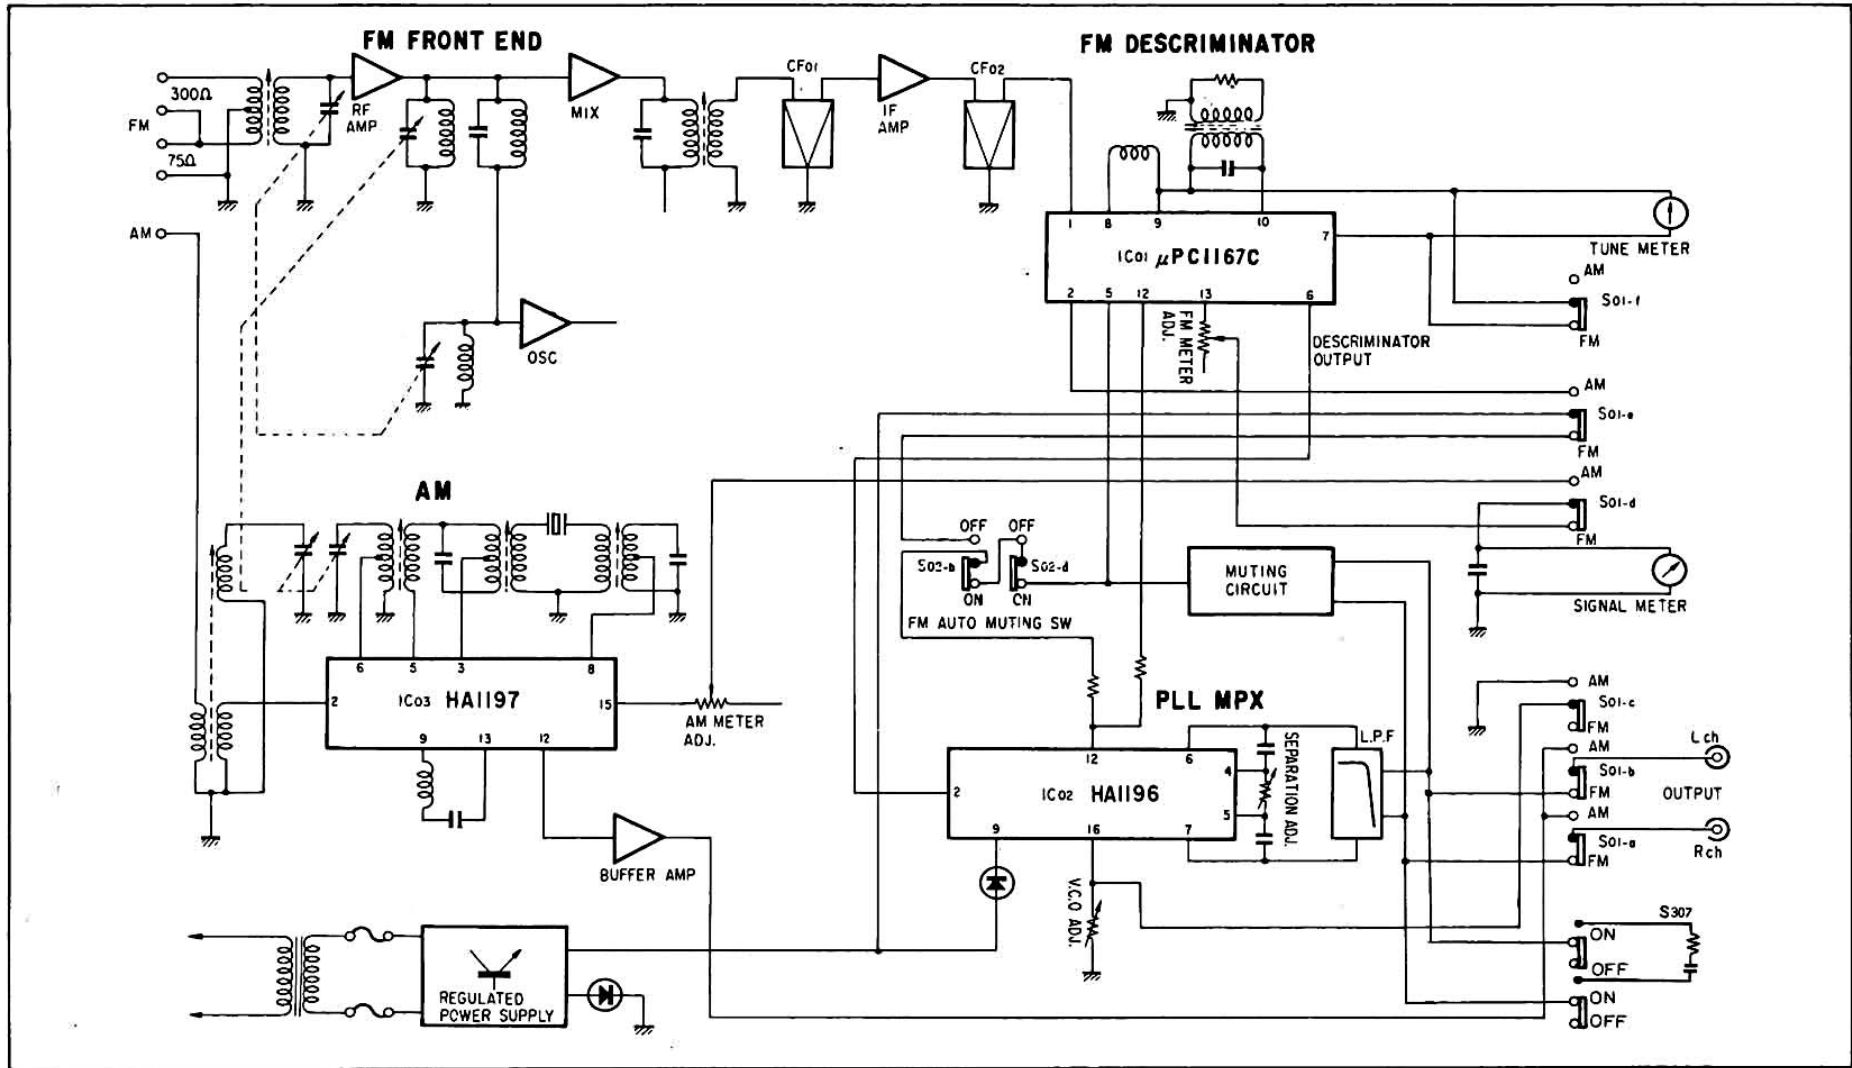 FM FRONT END
FM DESCRIMINATOR
300Ω
FM
75Ω
AM
RF
AMP
MIX
CF01
IF
AMP
CF02
OSC
1
8
9
10
7
IC01 μPC1167C
2
5
12
13
6
FM METER
ADJ.
DESCRIMINATOR
OUTPUT
TUNE METER
AM
S01-f
FM
AM
S01-e
FM
AM
S01-d
FM
SIGNAL METER
AM
6
5
3
8
2
IC03 HA1197
15
9
13
12
AM METER
ADJ.
BUFFER AMP
OFF
OFF
S02-b
S02-d
ON
ON
FM AUTO MUTING SW
MUTING
CIRCUIT
PLL MPX
12
6
4
2
IC02 HA1196
5
9
16
7
SEPARATION ADJ.
L.P.F
V.C.O ADJ.
AM
S01-c
FM
AM
L ch
S01-b
FM
OUTPUT
AM
S01-a
FM
R ch
S307
ON
OFF
ON
OFF
REGULATED
POWER SUPPLY